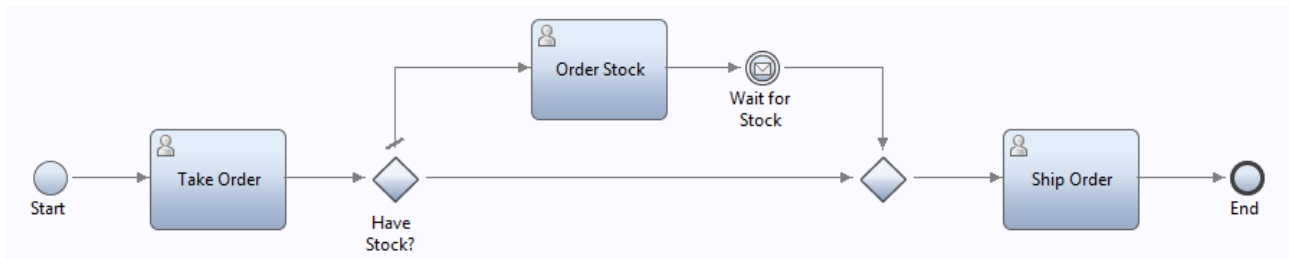 Order Stock
Wait for
Stock
Start
Take Order
Have
Stock?
Ship Order
End